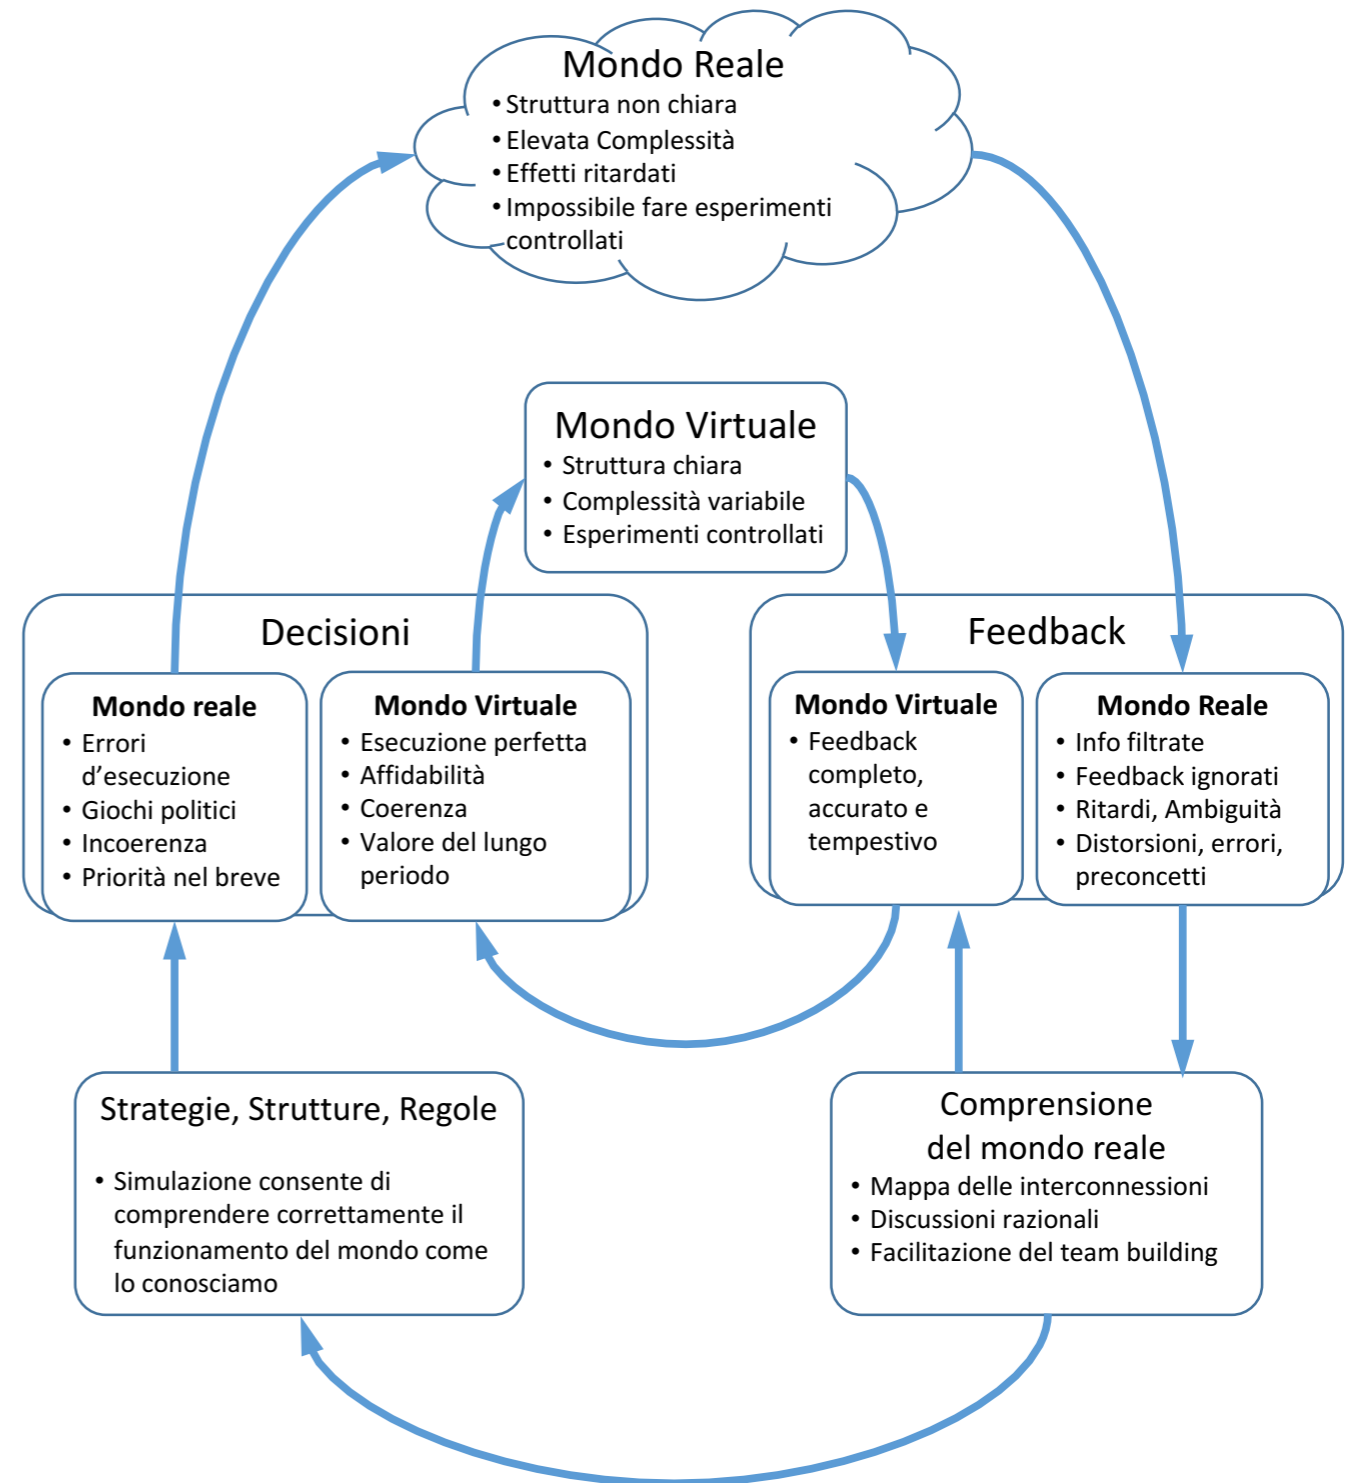 Mondo Reale
• Struttura non chiara
• Elevata Complessità
• Effetti ritardati
• Impossibile fare esperimenti
controllati
Mondo Virtuale
• Struttura chiara
• Complessità variabile
• Esperimenti controllati
Decisioni
Mondo reale
• Errori
d’esecuzione
• Giochi politici
• Incoerenza
• Priorità nel breve
Mondo Virtuale
• Esecuzione perfetta
• Affidabilità
• Coerenza
• Valore del lungo
periodo
Feedback
Mondo Virtuale
• Feedback
completo,
accurato e
tempestivo
Mondo Reale
• Info filtrate
• Feedback ignorati
• Ritardi, Ambiguità
• Distorsioni, errori,
preconcetti
Strategie, Strutture, Regole
• Simulazione consente di
comprendere correttamente il
funzionamento del mondo come
lo conosciamo
Comprensione
del mondo reale
• Mappa delle interconnessioni
• Discussioni razionali
• Facilitazione del team building